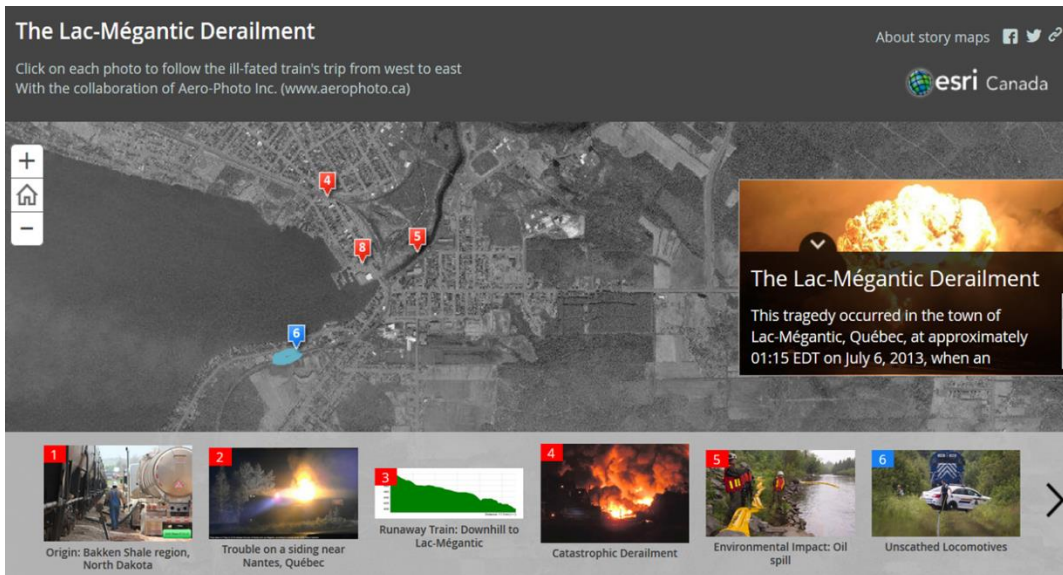 The Lac-Mégantic Derailment
About story maps
Click on each photo to follow the ill-fated train's trip from west to east
With the collaboration of Aero-Photo Inc. (www.aerophoto.ca)
esri Canada
+
−
4
8
5
6
The Lac-Mégantic Derailment
This tragedy occurred in the town of
Lac-Mégantic, Québec, at approximately
01:15 EDT on July 6, 2013, when an
1
Origin: Bakken Shale region,
North Dakota
2
Trouble on a siding near
Nantes, Québec
3
Runaway Train: Downhill to
Lac-Mégantic
4
Catastrophic Derailment
5
Environmental Impact: Oil
spill
6
Unscathed Locomotives